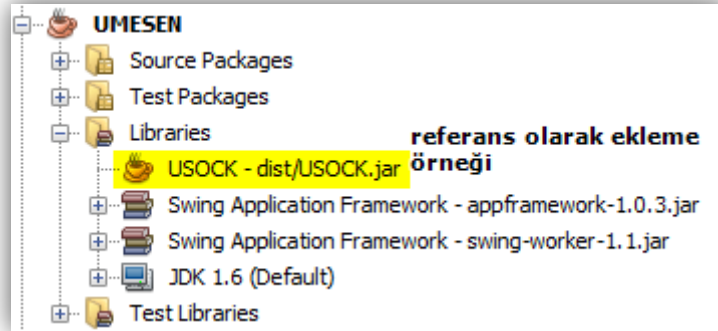 UMESEN
Source Packages
Test Packages
Libraries
referans olarak ekleme
örneği
USOCK - dist/USOCK.jar
Swing Application Framework - appframework-1.0.3.jar
Swing Application Framework - swing-worker-1.1.jar
JDK 1.6 (Default)
Test Libraries